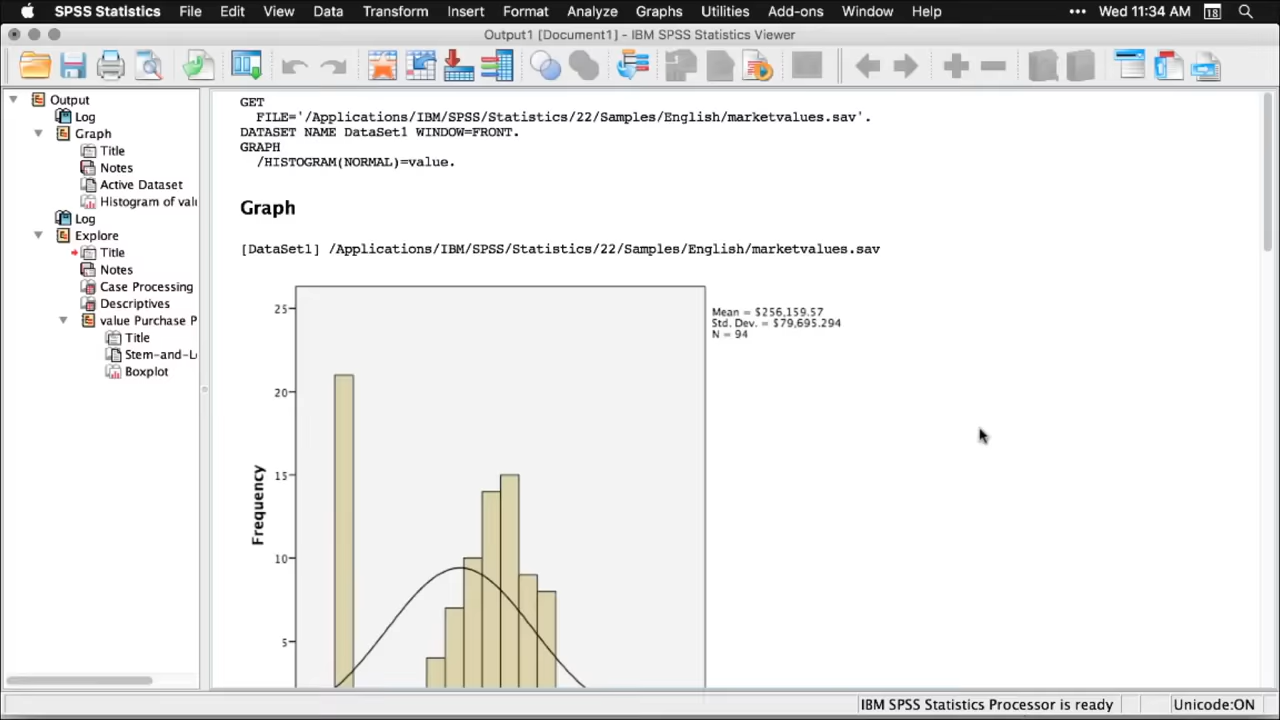 SPSS Statistics File Edit View Data Transform Insert Format Analyze Graphs Utilities Add-ons Window Help ••• Wed 11:34 AM 18
Output1 [Document1] - IBM SPSS Statistics Viewer
Output
Log
Graph
Title
Notes
Active Dataset
Histogram of valu
Log
Explore
Title
Notes
Case Processing
Descriptives
value Purchase P
Title
Stem-and-Le
Boxplot
GET
FILE='/Applications/IBM/SPSS/Statistics/22/Samples/English/marketvalues.sav'.
DATASET NAME DataSet1 WINDOW=FRONT.
GRAPH
/HISTOGRAM(NORMAL)=value.
Graph
[DataSet1] /Applications/IBM/SPSS/Statistics/22/Samples/English/marketvalues.sav
Mean = $256,159.57
Std. Dev. = $79,695.294
N = 94
Frequency
25
20
15
10
5
IBM SPSS Statistics Processor is ready Unicode:ON